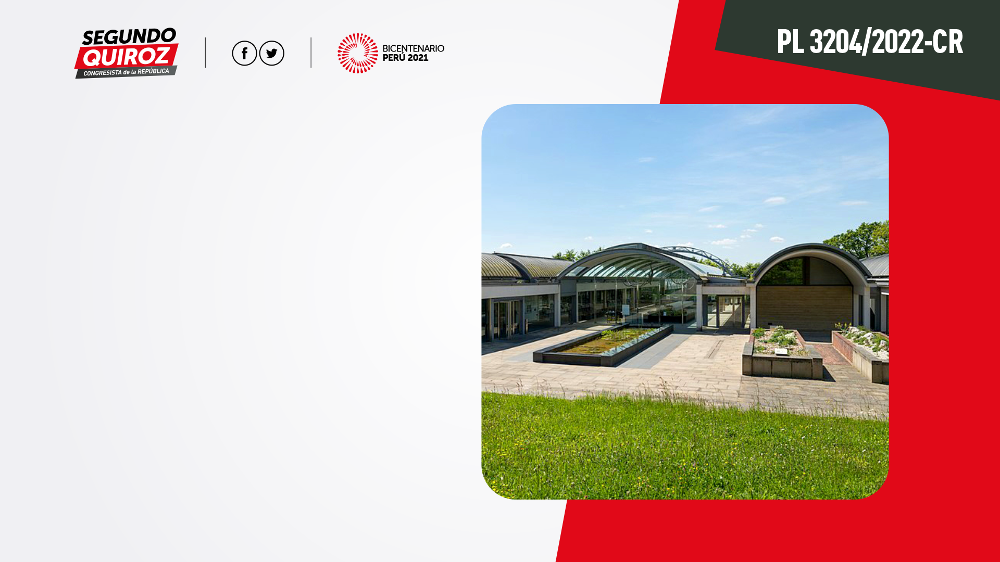 SEGUNDO
QUIROZ
CONGRESISTA de la REPÚBLICA
BICENTENARIO
PERÚ 2021
PL 3204/2022-CR